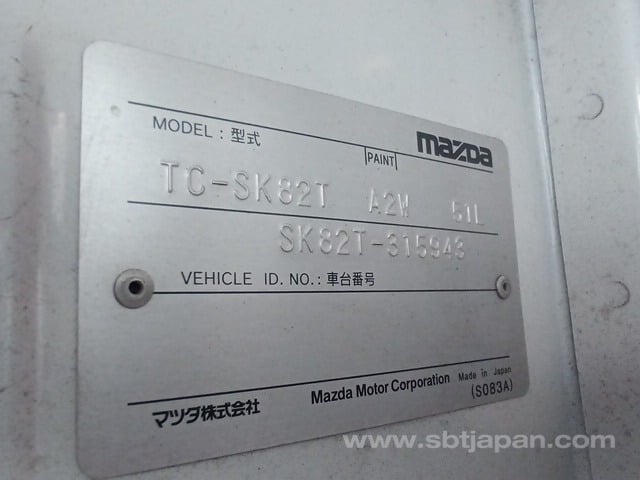 mazda
MODEL : 型式 PAINT
TC-SK82T A2W 51L
SK82T-315943
VEHICLE ID. NO. : 車台番号
マツダ株式会社 Mazda Motor Corporation Made in Japan
(S083A)
www.sbtjapan.com